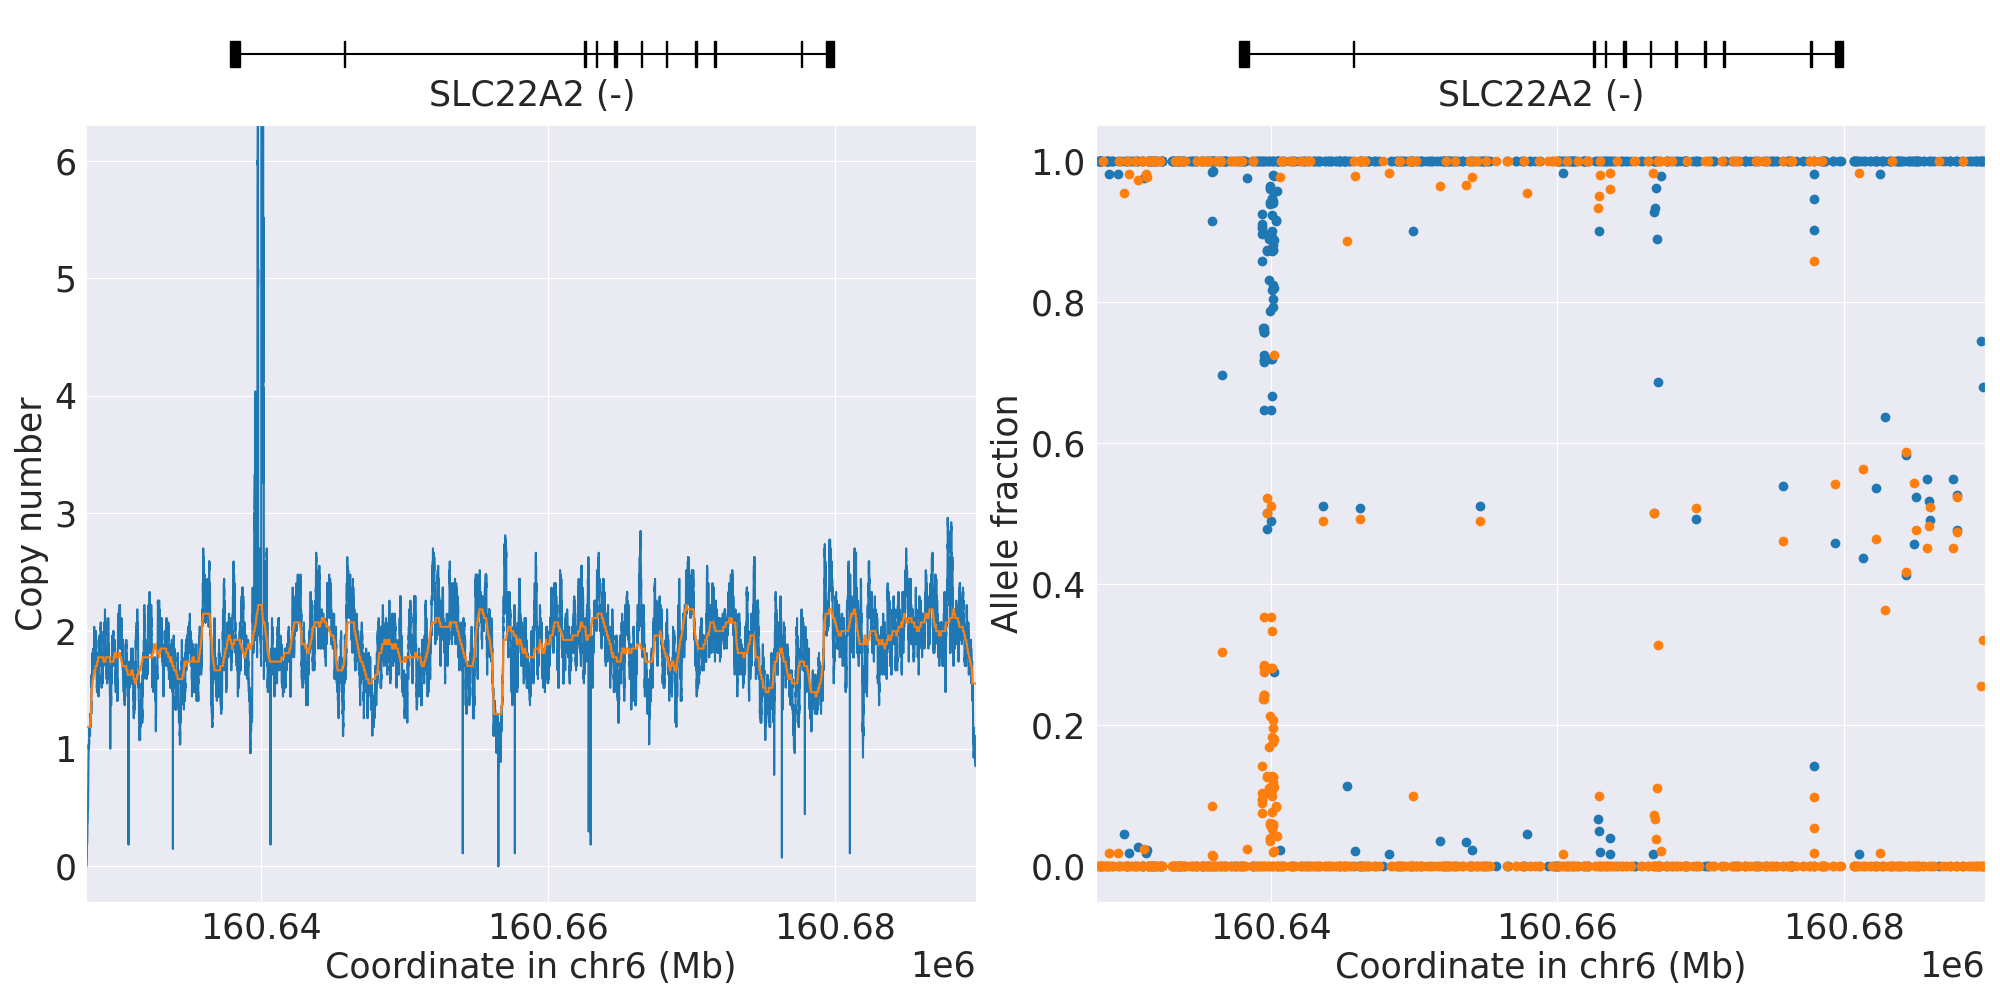 SLC22A2 (-)
6
5
4
3
2
1
0
Copy number
160.64
160.66
160.68
Coordinate in chr6 (Mb)
1e6
SLC22A2 (-)
1.0
0.8
0.6
0.4
0.2
0.0
Allele fraction
160.64
160.66
160.68
Coordinate in chr6 (Mb)
1e6